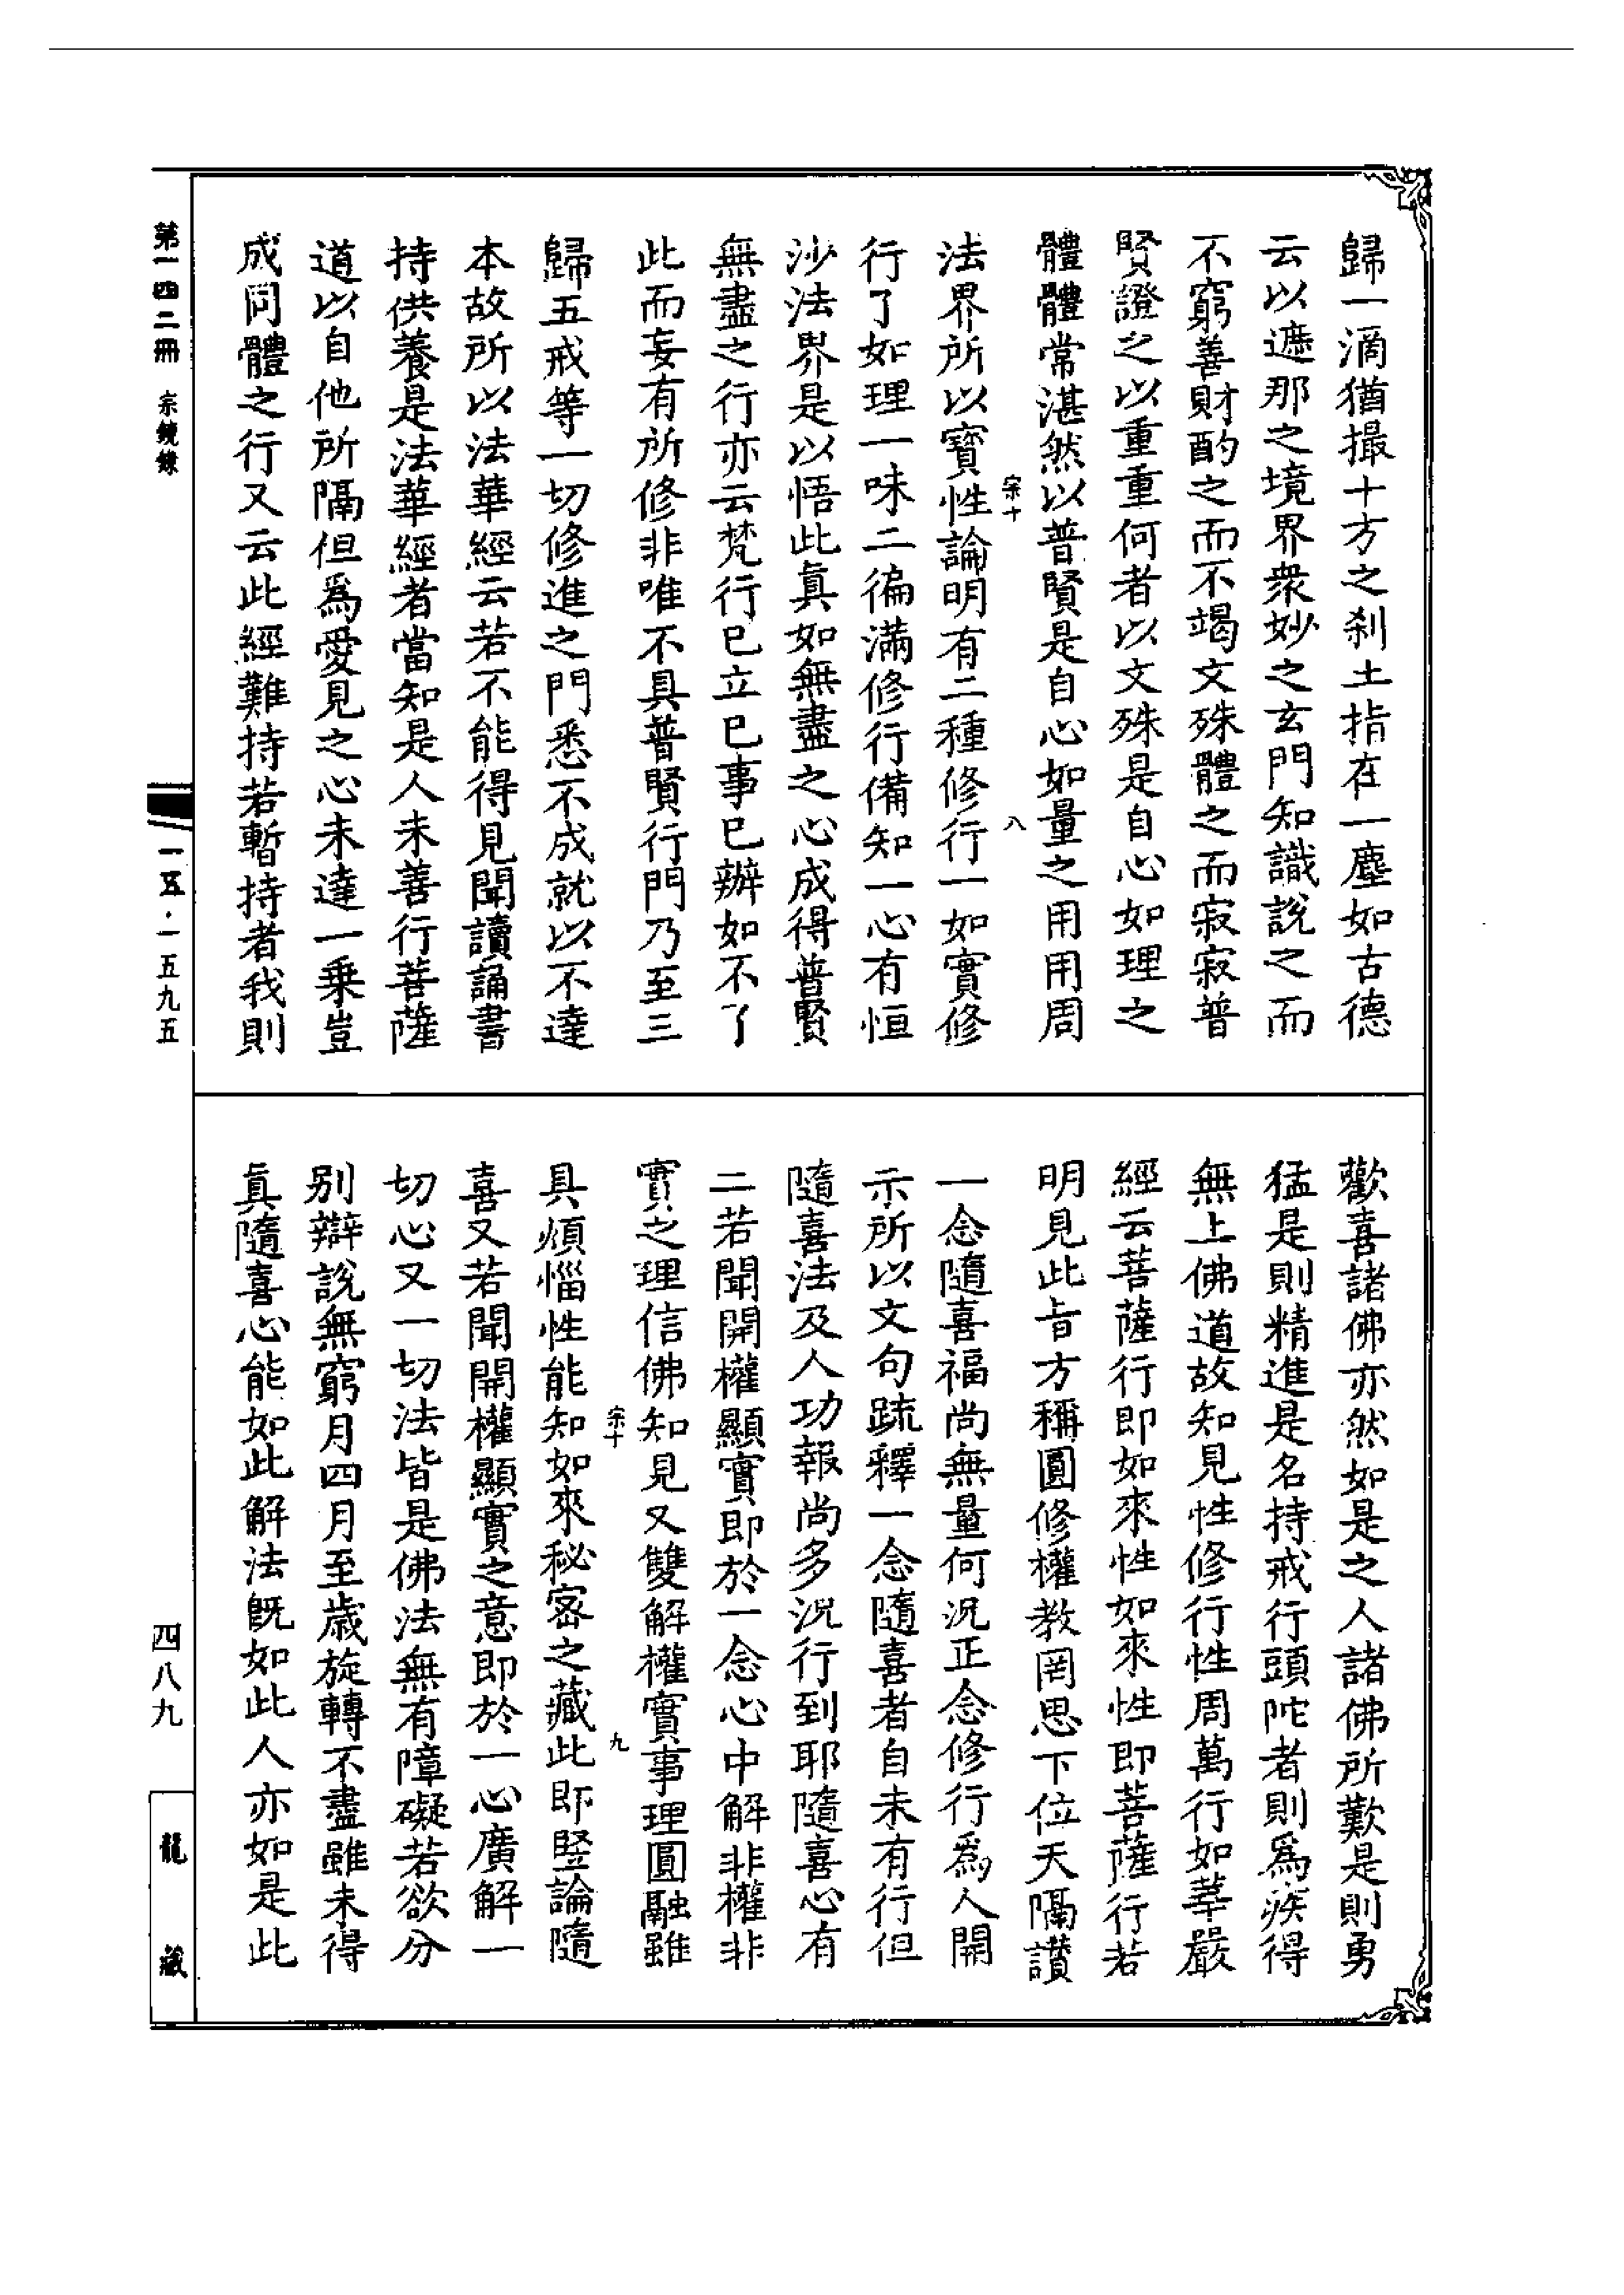 歸一滴猶撮十方之刹土指在一塵如古德
云以遮那之境界衆妙之玄門知識說之而
不窮善財酌之而不竭文殊體之而寂寂普
賢證之以重重何者以文殊是自心如理之
體體常湛然以普賢是自心如量之用用周
宗十 八
法界所以寶性論明有二種修行一如實修
行了如理一味二徧滿修行備知一心有恒
沙法界是以悟此真如無盡之心成得普賢
無盡之行亦云梵行已立已事已辦如不了
此而妄有所修非唯不具普賢行門乃至三
歸五戒等一切修進之門悉不成就以不達
本故所以法華經云若不能得見聞讀誦書
持供養是法華經者當知是人未善行菩薩
道以自他所隔但爲愛見之心未達一乗豈
成同體之行又云此經難持若暫持者我則
歡喜諸佛亦然如是之人諸佛所歎是則勇
猛是則精進是名持戒行頭陀者則爲疾得
無上佛道故知見性修行性周萬行如華嚴
經云菩薩行即如來性如來性即菩薩行若
明見此旨方稱圓修權教罔思下位天隔讃
一念隨喜福尚無量何況正念修行爲人開
示所以文句疏釋一念隨喜者自未有行但
隨喜法及人功報尚多況行到耶隨喜心有
二若聞開權顯實即於一念心中解非權非
實之理信佛知見又雙解權實事理圓融雖
宗十 九
具煩惱性能知如來秘密之藏此即竪論隨
喜又若聞開權顯實之意即於一心廣解一
切心又一切法皆是佛法無有障礙若欲分
别辯說無窮月四月至歲旋轉不盡雖未得
真隨喜心能如此解法既如此人亦如是此
第一四二冊 宗鏡錄
一五·一五九五
四八九
龍藏